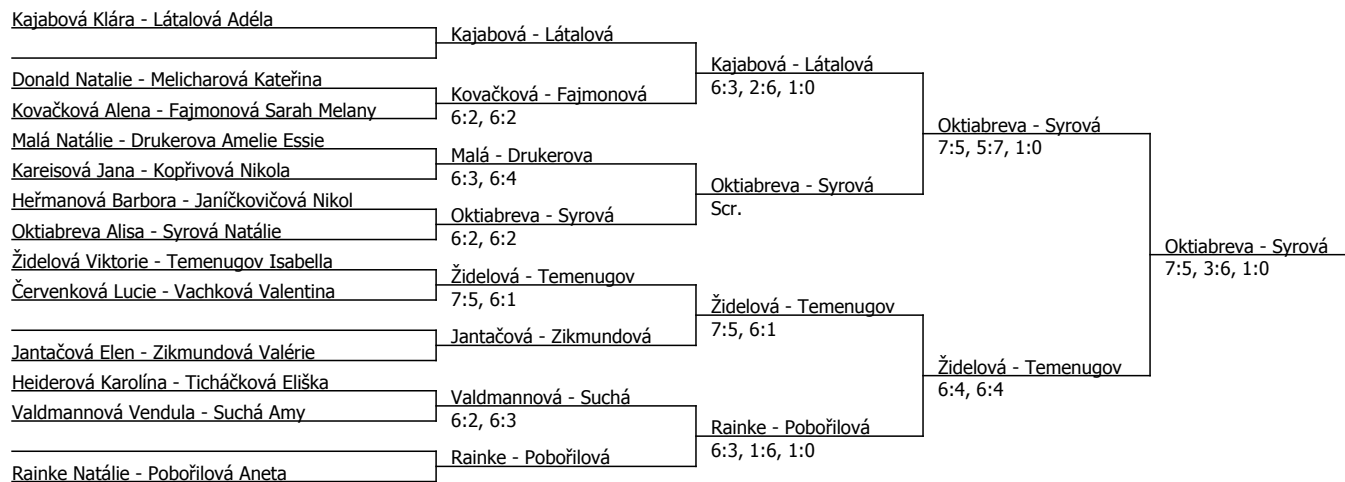 Kajabová Klára - Látalová Adéla
Donald Natalie - Melicharová Kateřina
Kovačková Alena - Fajmonová Sarah Melany
Malá Natálie - Drukerova Amelie Essie
Kareisová Jana - Kopřivová Nikola
Heřmanová Barbora - Janíčkovičová Nikol
Oktiabreva Alisa - Syrová Natálie
Židelová Viktorie - Temenugov Isabella
Červenková Lucie - Vachková Valentina
Jantačová Elen - Zikmundová Valérie
Heiderová Karolína - Ticháčková Eliška
Valdmannová Vendula - Suchá Amy
Rainke Natálie - Pobořilová Aneta
Kajabová - Látalová
Kovačková - Fajmonová
6:2, 6:2
Malá - Drukerova
6:3, 6:4
Oktiabreva - Syrová
6:2, 6:2
Židelová - Temenugov
7:5, 6:1
Jantačová - Zikmundová
Valdmannová - Suchá
6:2, 6:3
Rainke - Pobořilová
Kajabová - Látalová
6:3, 2:6, 1:0
Oktiabreva - Syrová
Scr.
Židelová - Temenugov
7:5, 6:1
Rainke - Pobořilová
6:3, 1:6, 1:0
Oktiabreva - Syrová
7:5, 5:7, 1:0
Židelová - Temenugov
6:4, 6:4
Oktiabreva - Syrová
7:5, 3:6, 1:0